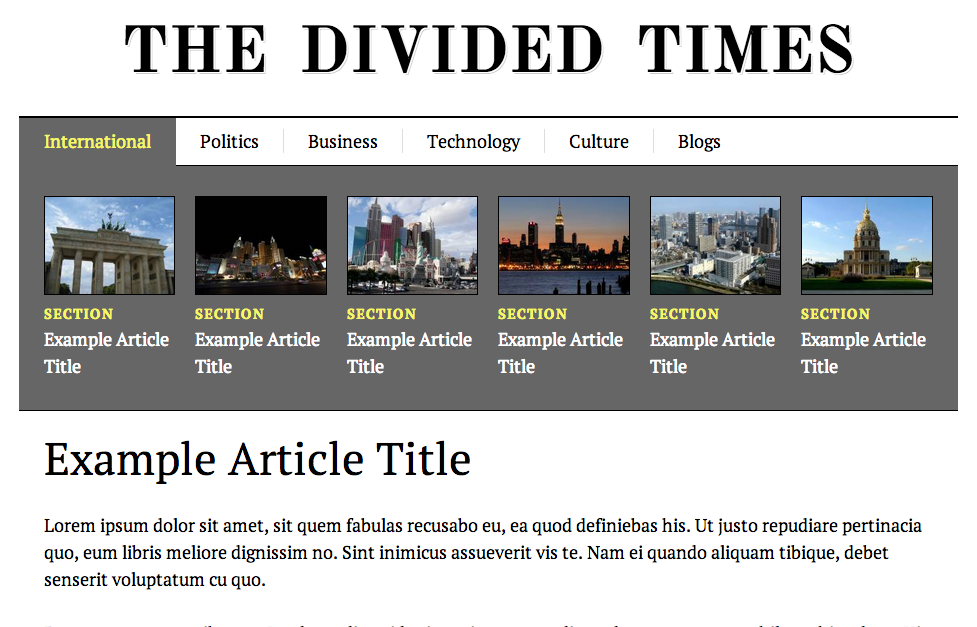 THE DIVIDED TIMES
International Politics Business Technology Culture Blogs
SECTION SECTION SECTION SECTION SECTION SECTION
Example Article Example Article Example Article Example Article Example Article Example Article
Title Title Title Title Title Title
Example Article Title
Lorem ipsum dolor sit amet, sit quem fabulas recusabo eu, ea quod definiebas his. Ut justo repudiare pertinacia
quo, eum libris meliore dignissim no. Sint inimicus assueverit vis te. Nam ei quando aliquam tibique, debet
senserit voluptatum cu quo.